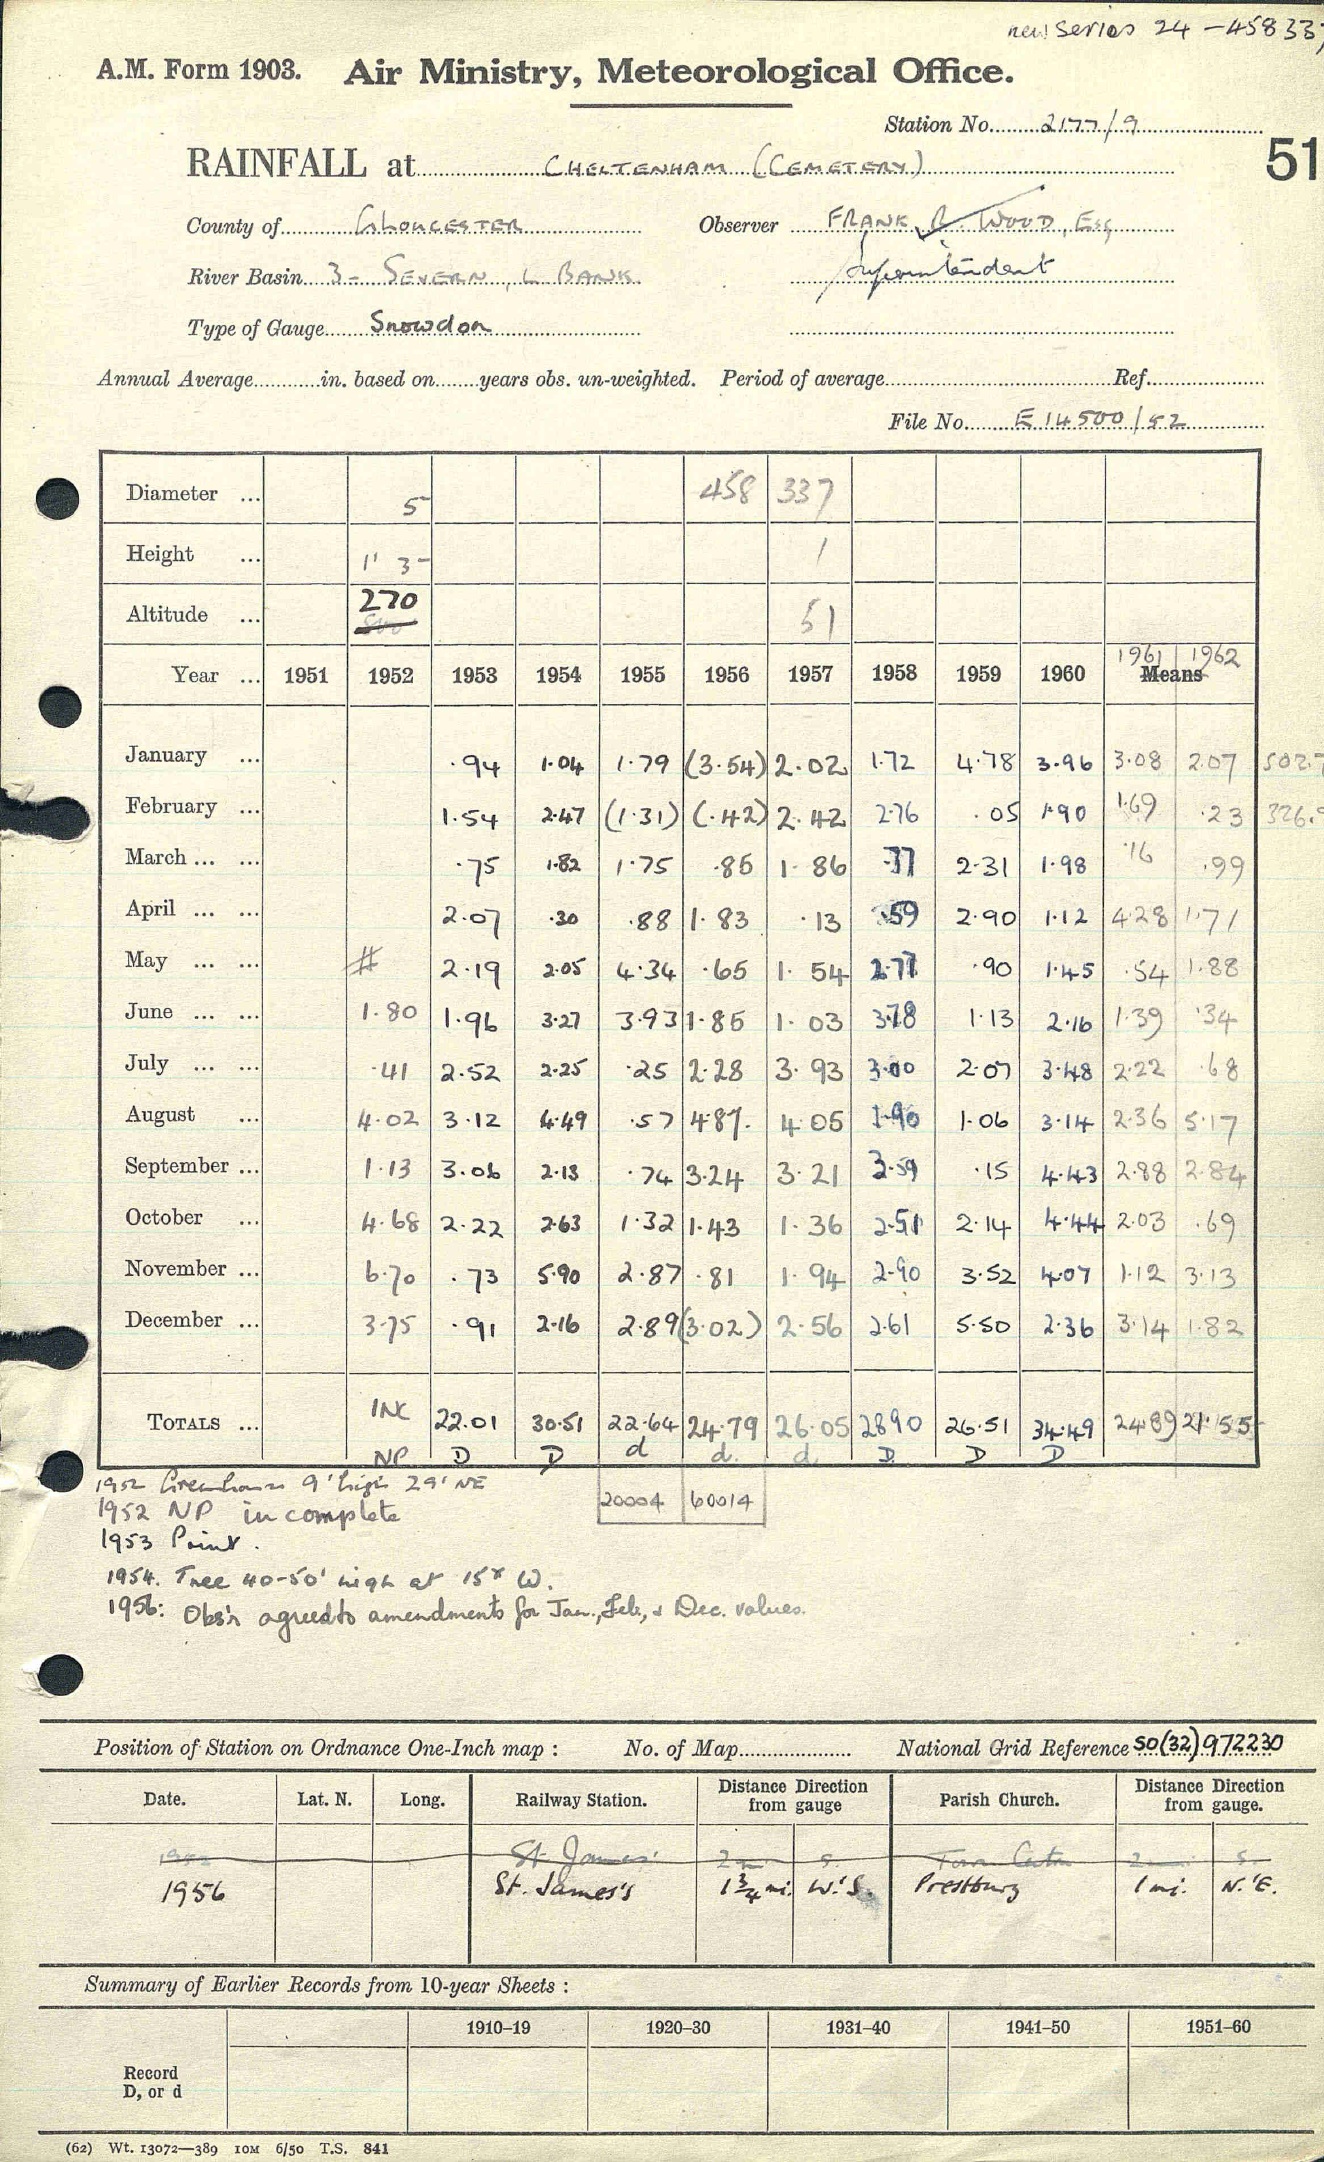 new series 24 - 458337
A.M. Form 1903. Air Ministry, Meteorological Office.
Station No. 2177/9
51
RAINFALL at CHELTENHAM (CEMETERY)
County of GLOUCESTER Observer FRANK R. WOOD, Esq
River Basin 3 - SEVERN, L BANK Superintendent
Type of Gauge Snowdon
Annual Average in. based on years obs. un-weighted. Period of average Ref.
File No. E 14500/52
Diameter ... 5 458 337
Height ... 1' 3" 1
Altitude ... 270 51
1961 1962
Year ... 1951 1952 1953 1954 1955 1956 1957 1958 1959 1960 Means
January ... .94 1.04 1.79 (3.54) 2.02 1.72 4.78 3.96 3.08 2.07 502.7
February ... 1.54 2.47 (1.31) (.42) 2.42 2.76 .05 1.90 1.69 .23 326.9
March ... ... .75 1.82 1.75 .85 1.86 .77 2.31 1.98 .16 .99
April ... ... 2.07 .30 .88 1.83 .13 .59 2.90 1.12 4.28 1.71
May ... ... # 2.19 2.05 4.34 .65 1.54 2.77 .90 1.45 .54 1.88
June ... ... 1.80 1.96 3.27 3.93 1.85 1.03 3.78 1.13 2.16 1.39 .34
July ... ... .41 2.52 2.25 .25 2.28 3.93 3.00 2.07 3.48 2.22 .68
August ... 4.02 3.12 4.49 .57 4.87. 4.05 1.90 1.06 3.14 2.36 5.17
September ... 1.13 3.06 2.13 .74 3.24 3.21 3.59 .15 4.43 2.88 2.84
October ... 4.68 2.22 2.63 1.32 1.43 1.36 2.51 2.14 4.44 2.03 .69
November ... 6.70 .73 5.90 2.87 .81 1.94 2.90 3.52 4.07 1.12 3.13
December ... 3.75 .91 2.16 2.89 (3.02) 2.56 2.61 5.50 2.36 3.14 1.82
TOTALS ... INC 22.01 30.51 22.64 24.79 26.05 28.90 26.51 34.49 24.89 21.55
NP D D d d. d D D D
1952 Greenhouse 9' high 29' NE
20004 60014
1952 NP incomplete
1953 Point.
1954. Tree 40-50' high at 15x W.
1956: Obs'r agreed to amendments for Jan., Feb., & Dec. values.
Position of Station on Ordnance One-Inch map : No. of Map National Grid Reference SO(32)972230
Date. Lat. N. Long. Railway Station. Distance Direction from gauge Parish Church. Distance Direction from gauge.
1952 St James' 2 m S. Town Centre 2 m S.
1956 St. James's 1¾ mi. W.'S. Prestbury 1 mi. N.'E.
Summary of Earlier Records from 10-year Sheets :
1910–19 1920–30 1931–40 1941–50 1951–60
Record
D, or d
(62) Wt. 13072—389 10M 6/50 T.S. 841